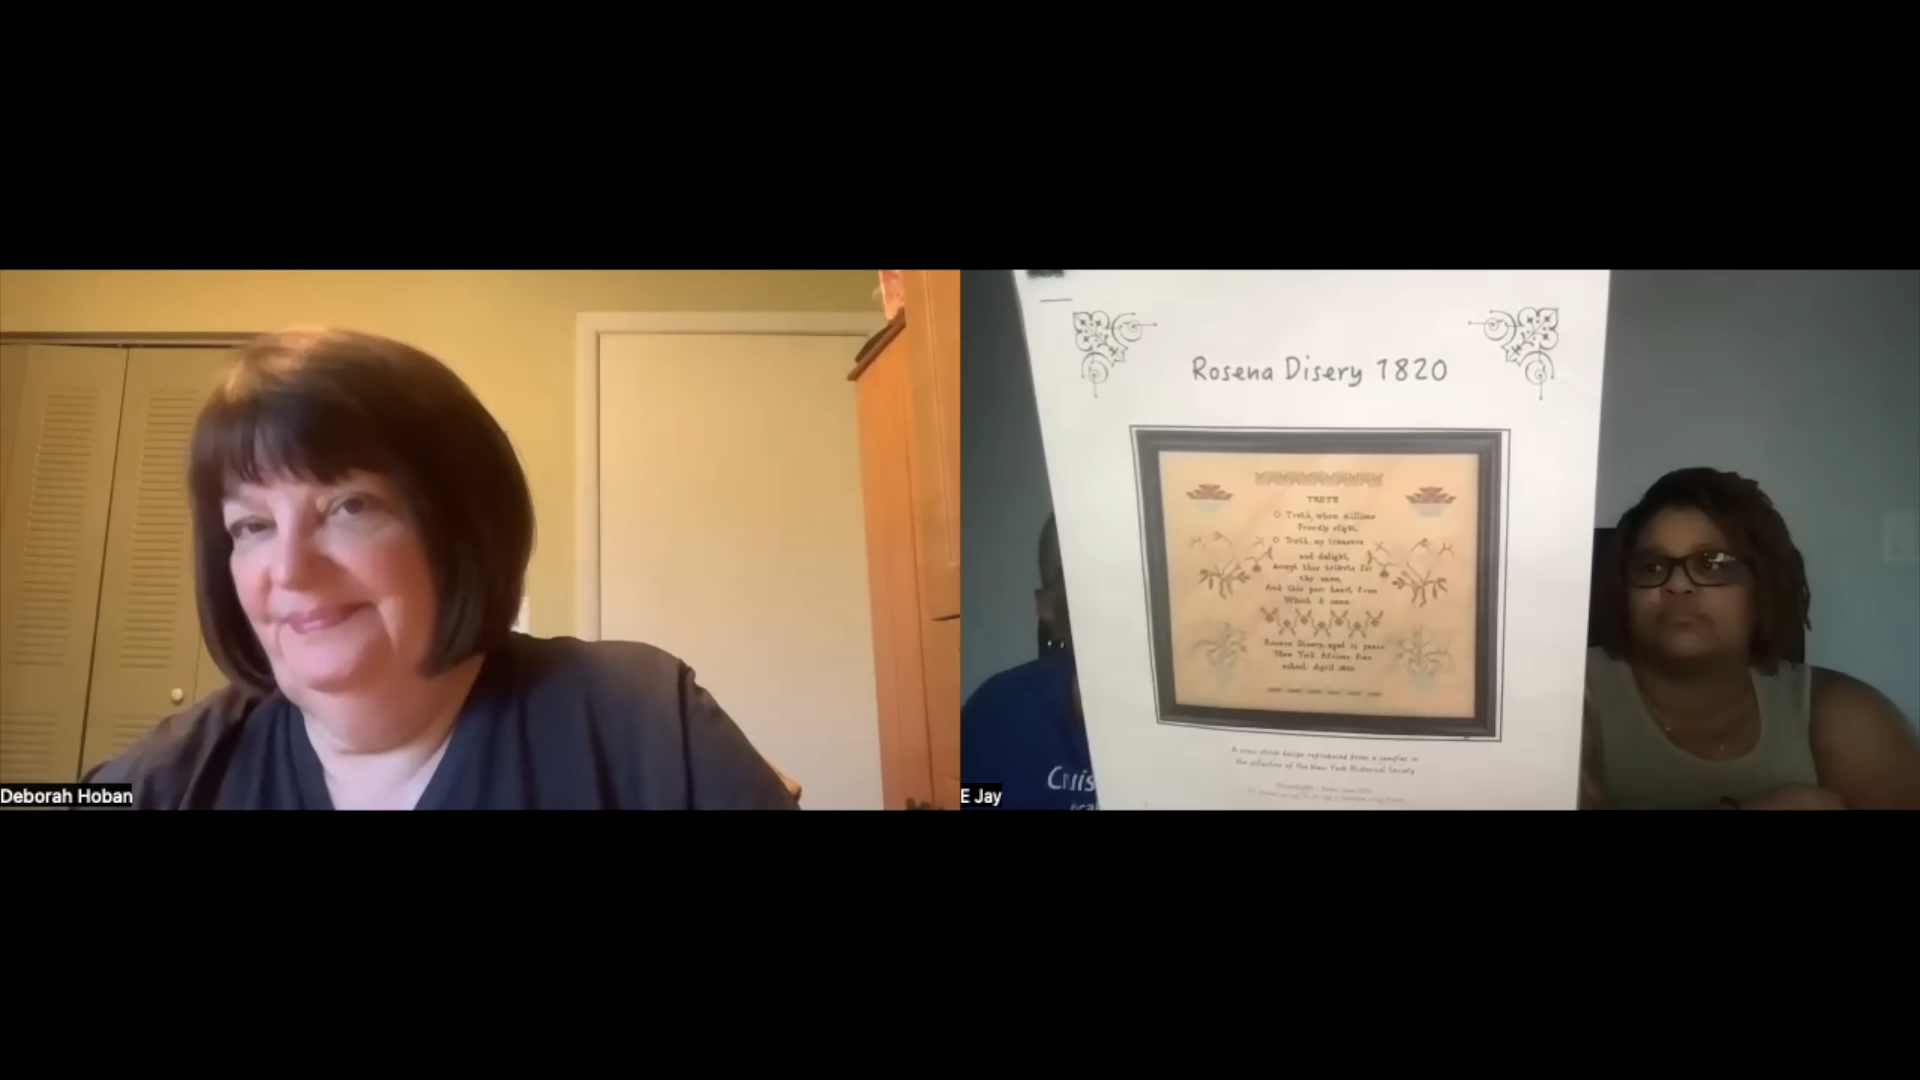 Rosena Disery 1820
TRUTH
O Truth, when millions
Proudly slight,
O Truth, my treasure
and delight,
Accept this tribute to
thy name,
And this poor heart from
Which it came.
Rosena Disery, aged 11 years
New York African Free
school, April 1820
A cross stitch design reproduced from a sampler in
the collection of the New York Historical Society
Deborah Hoban
E Jay